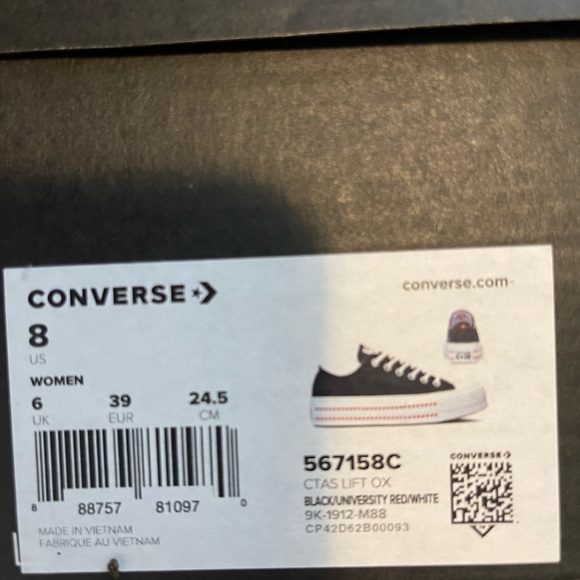 CONVERSE
converse.com
8
US
WOMEN
6 39 24.5
UK EUR CM
8 88757 81097 0
MADE IN VIETNAM
FABRIQUE AU VIETNAM
567158C
CTAS LIFT OX
BLACK/UNIVERSITY RED/WHITE
9K-1912-M88
CP42D62B00093
CONVERSE